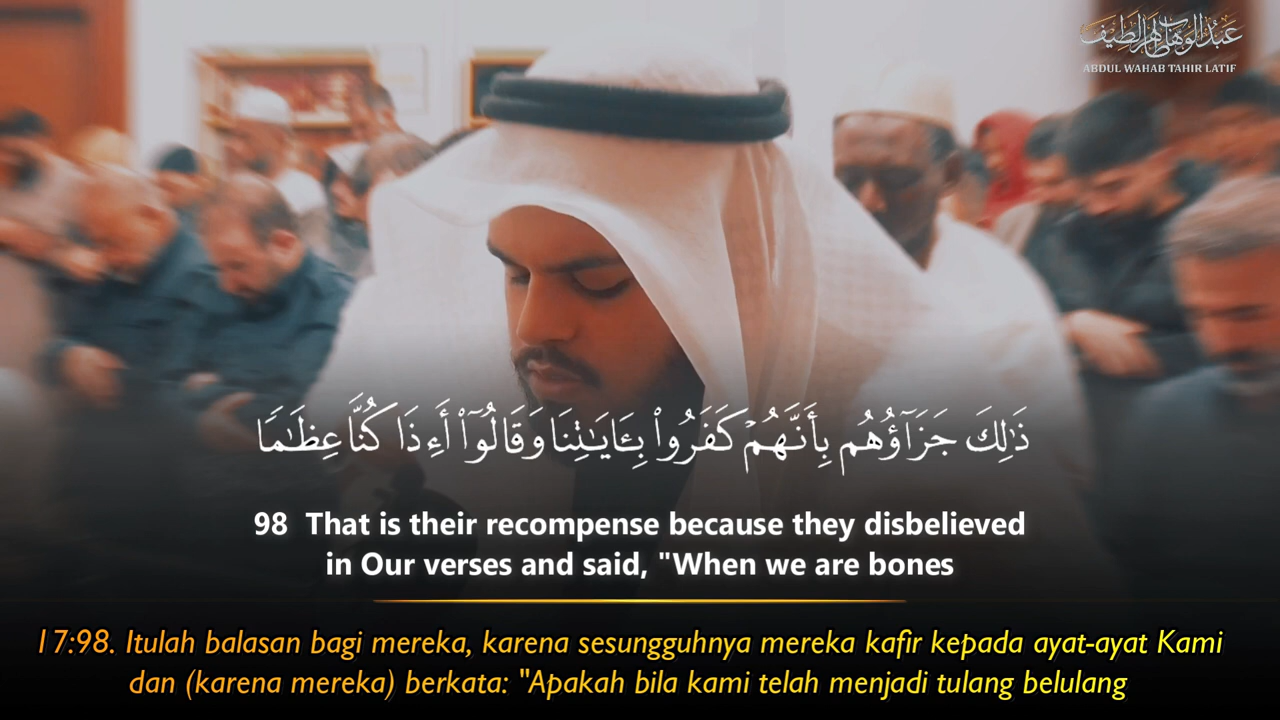 عبد الوهاب طاهر لطيف
ABDUL WAHAB TAHIR LATIF
ذَٰلِكَ جَزَآؤُهُم بِأَنَّهُمْ كَفَرُوا۟ بِـَٔايَـٰتِنَا وَقَالُوٓا۟ أَءِذَا كُنَّا عِظَـٰمًا
98 That is their recompense because they disbelieved
in Our verses and said, "When we are bones
17:98. Itulah balasan bagi mereka, karena sesungguhnya mereka kafir kepada ayat-ayat Kami
dan (karena mereka) berkata: "Apakah bila kami telah menjadi tulang belulang